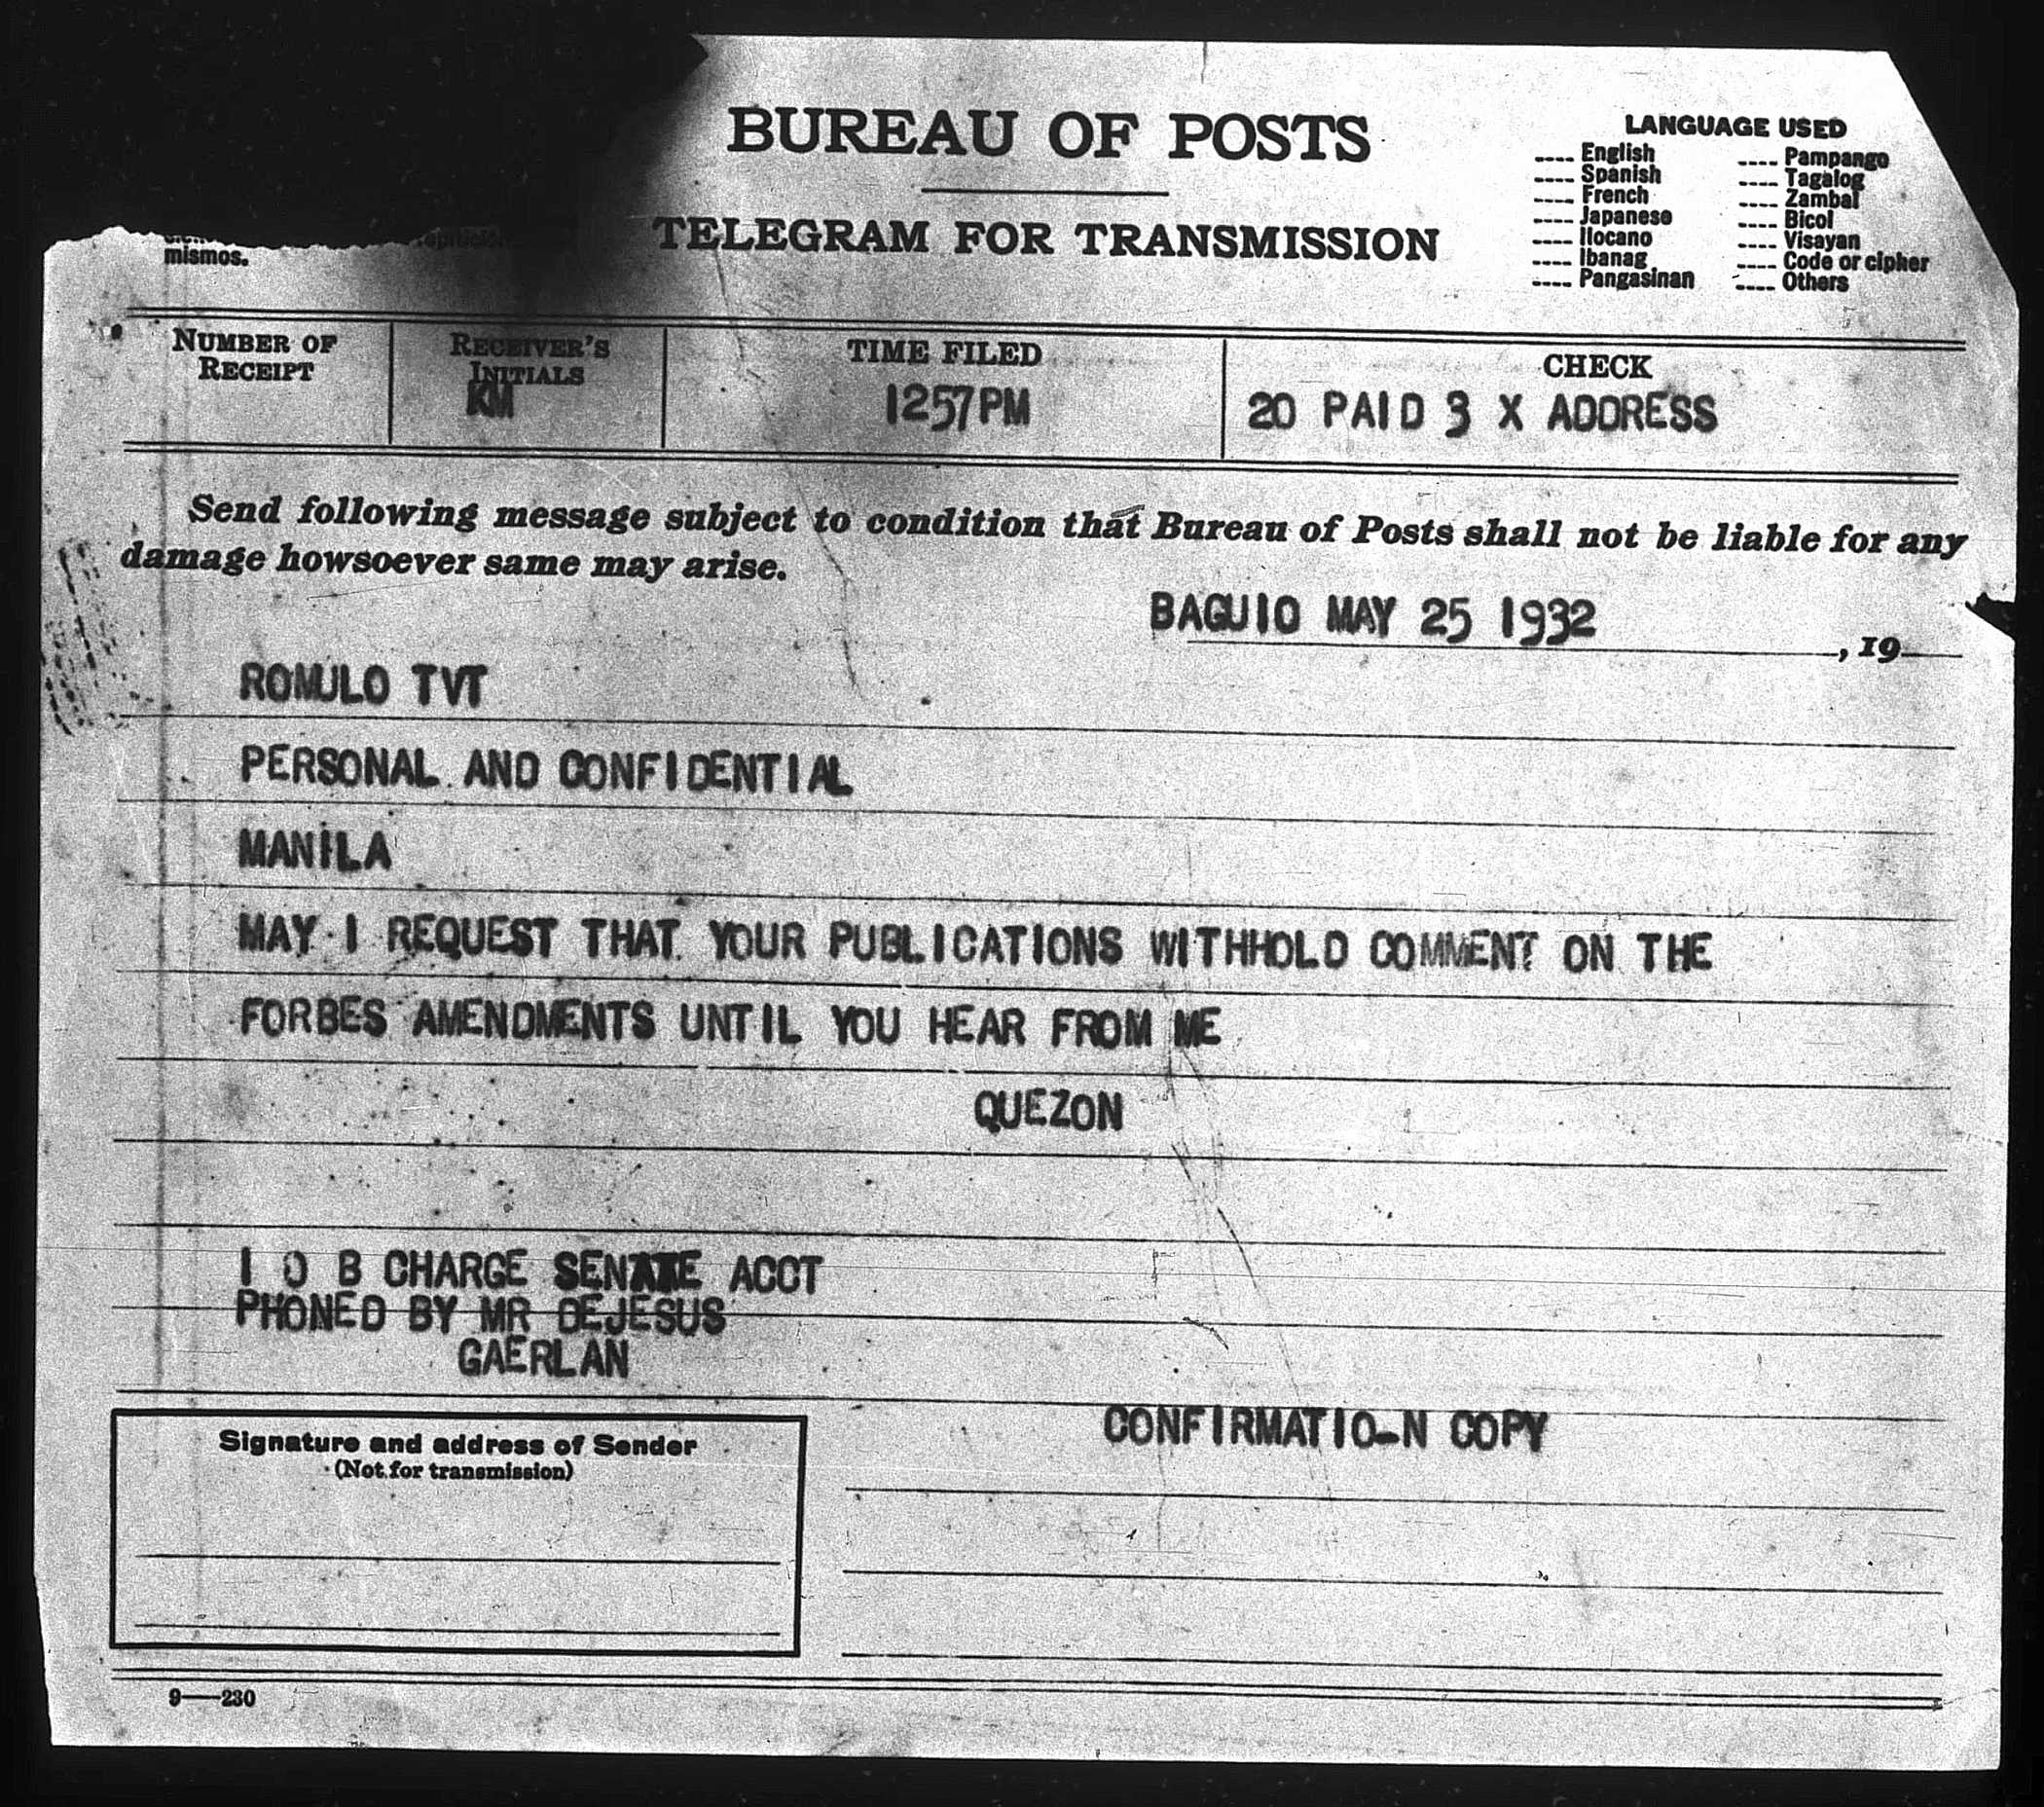 BUREAU OF POSTS
TELEGRAM FOR TRANSMISSION
mismos.
LANGUAGE USED
---- English ---- Pampango
---- Spanish ---- Tagalog
---- French ---- Zambal
---- Japanese ---- Bicol
---- Ilocano ---- Visayan
---- Ibanag ---- Code or cipher
---- Pangasinan ---- Others
NUMBER OF RECEIPT
RECEIVER'S INITIALS
KM
TIME FILED
1257PM
CHECK
20 PAID 3 X ADDRESS
Send following message subject to condition that Bureau of Posts shall not be liable for any
damage howsoever same may arise.
BAGUIO MAY 25 1932
, 19
ROMULO TVT
PERSONAL AND CONFIDENTIAL
MANILA
MAY I REQUEST THAT YOUR PUBLICATIONS WITHHOLD COMMENT ON THE
FORBES AMENDMENTS UNTIL YOU HEAR FROM ME
QUEZON
I O B CHARGE SENATE ACCT
PHONED BY MR DEJESUS
GAERLAN
CONFIRMATIO-N COPY
Signature and address of Sender
(Not for transmission)
9—230